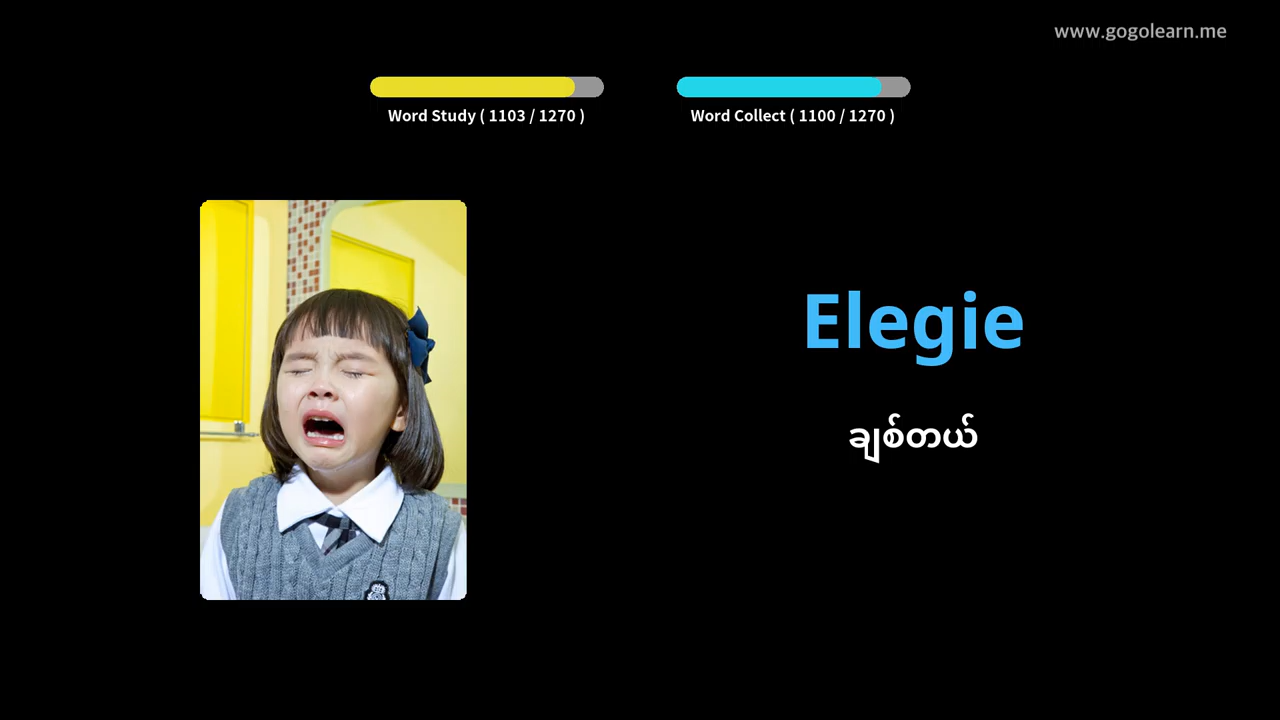 www.gogolearn.me
Word Study ( 1103 / 1270 )
Word Collect ( 1100 / 1270 )
Elegie
ချစ်တယ်